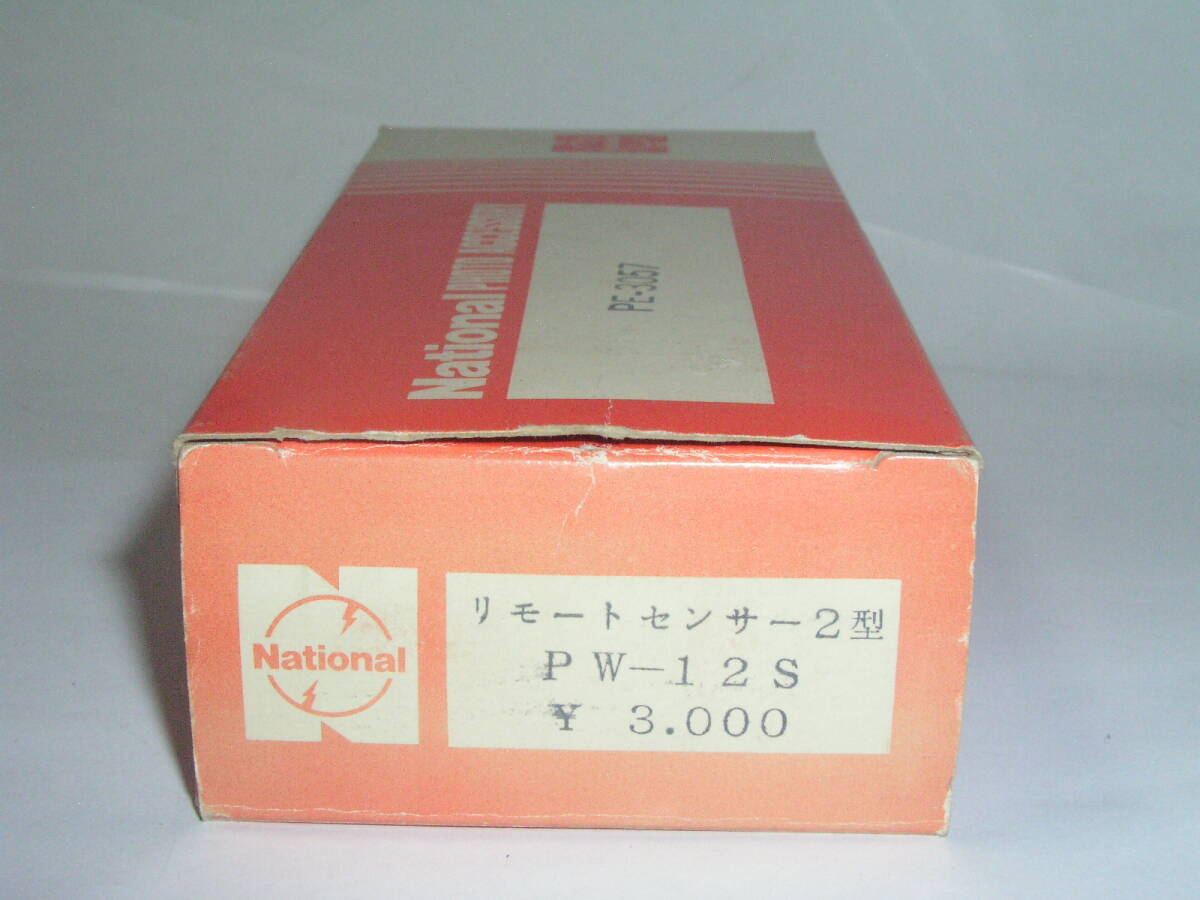 National PHOTO ACCESSORIES
PE-3057
National
リモートセンサー2型
PW-12S
¥ 3.000